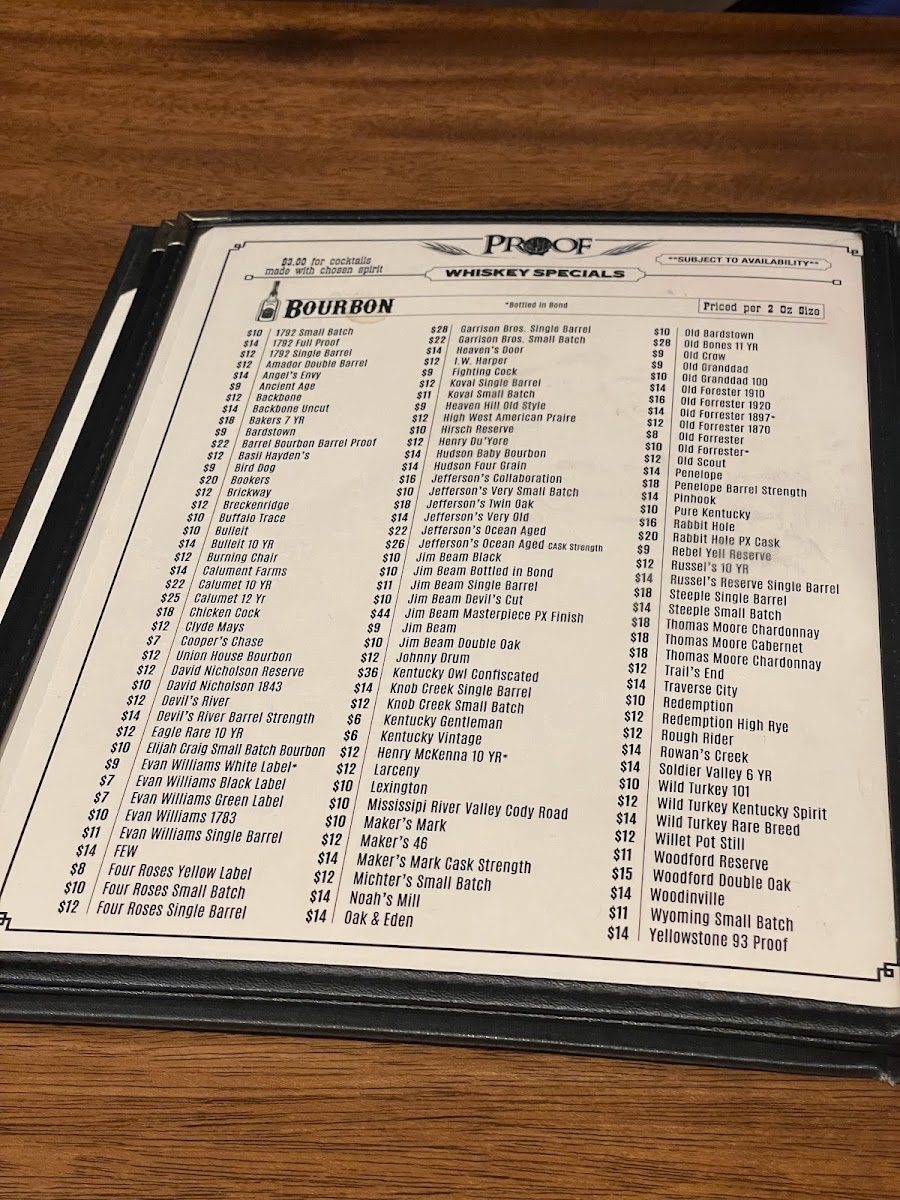 PROOF
WHISKEY SPECIALS
$3.00 for cocktails
made with chosen spirit
**SUBJECT TO AVAILABILITY**
BOURBON
*Bottled in Bond
Priced per 2 Oz Size
$10 1792 Small Batch
$14 1792 Full Proof
$12 1792 Single Barrel
$12 Amador Double Barrel
$14 Angel's Envy
$9 Ancient Age
$12 Backbone
$14 Backbone Uncut
$18 Bakers 7 YR
$9 Bardstown
$22 Barrel Bourbon Barrel Proof
$12 Basil Hayden's
$9 Bird Dog
$20 Bookers
$12 Brickway
$12 Breckenridge
$10 Buffalo Trace
$10 Bulleit
$14 Bulleit 10 YR
$12 Burning Chair
$14 Calument Farms
$22 Calumet 10 YR
$25 Calumet 12 Yr
$18 Chicken Cock
$12 Clyde Mays
$7 Cooper's Chase
$12 Union House Bourbon
$12 David Nicholson Reserve
$10 David Nicholson 1843
$12 Devil's River
$14 Devil's River Barrel Strength
$12 Eagle Rare 10 YR
$10 Elijah Craig Small Batch Bourbon
$9 Evan Williams White Label*
$7 Evan Williams Black Label
$7 Evan Williams Green Label
$10 Evan Williams 1783
$11 Evan Williams Single Barrel
$14 FEW
$8 Four Roses Yellow Label
$10 Four Roses Small Batch
$12 Four Roses Single Barrel
$28 Garrison Bros. Single Barrel
$22 Garrison Bros. Small Batch
$14 Heaven's Door
$12 I.W. Harper
$9 Fighting Cock
$12 Koval Single Barrel
$11 Koval Small Batch
$9 Heaven Hill Old Style
$12 High West American Praire
$10 Hirsch Reserve
$12 Henry Du'Yore
$14 Hudson Baby Bourbon
$14 Hudson Four Grain
$16 Jefferson's Collaboration
$10 Jefferson's Very Small Batch
$18 Jefferson's Twin Oak
$14 Jefferson's Very Old
$22 Jefferson's Ocean Aged
$26 Jefferson's Ocean Aged CASK Strength
$10 Jim Beam Black
$10 Jim Beam Bottled in Bond
$11 Jim Beam Single Barrel
$10 Jim Beam Devil's Cut
$44 Jim Beam Masterpiece PX Finish
$9 Jim Beam
$10 Jim Beam Double Oak
$12 Johnny Drum
$36 Kentucky Owl Confiscated
$14 Knob Creek Single Barrel
$12 Knob Creek Small Batch
$6 Kentucky Gentleman
$6 Kentucky Vintage
$12 Henry McKenna 10 YR*
$12 Larceny
$10 Lexington
$10 Mississipi River Valley Cody Road
$10 Maker's Mark
$12 Maker's 46
$14 Maker's Mark Cask Strength
$12 Michter's Small Batch
$14 Noah's Mill
$14 Oak & Eden
$10 Old Bardstown
$28 Old Bones 11 YR
$9 Old Crow
$9 Old Granddad
$10 Old Granddad 100
$14 Old Forester 1910
$16 Old Forrester 1920
$14 Old Forrester 1897*
$12 Old Forrester 1870
$8 Old Forrester
$10 Old Forrester*
$12 Old Scout
$14 Penelope
$18 Penelope Barrel Strength
$14 Pinhook
$10 Pure Kentucky
$16 Rabbit Hole
$20 Rabbit Hole PX Cask
$9 Rebel Yell Reserve
$12 Russel's 10 YR
$14 Russel's Reserve Single Barrel
$18 Steeple Single Barrel
$14 Steeple Small Batch
$18 Thomas Moore Chardonnay
$18 Thomas Moore Cabernet
$18 Thomas Moore Chardonnay
$12 Trail's End
$14 Traverse City
$10 Redemption
$12 Redemption High Rye
$12 Rough Rider
$14 Rowan's Creek
$14 Soldier Valley 6 YR
$10 Wild Turkey 101
$12 Wild Turkey Kentucky Spirit
$14 Wild Turkey Rare Breed
$12 Willet Pot Still
$11 Woodford Reserve
$15 Woodford Double Oak
$14 Woodinville
$11 Wyoming Small Batch
$14 Yellowstone 93 Proof